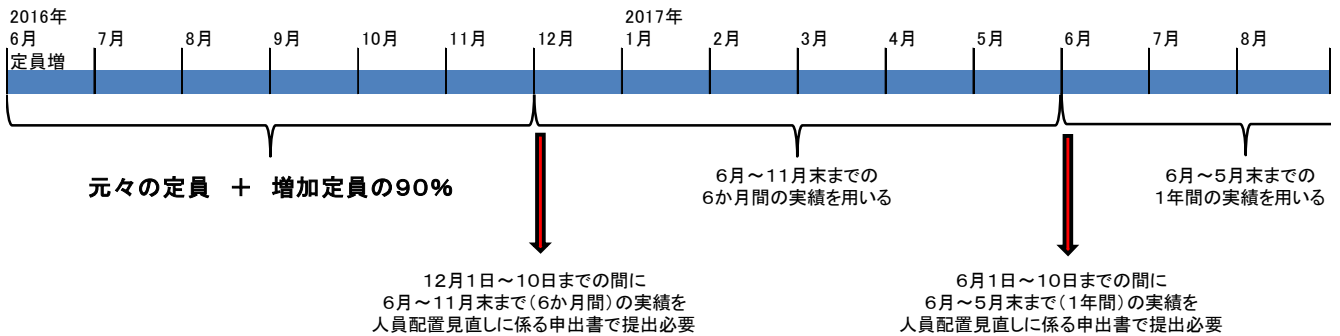 2016年
2017年
6月
7月
8月
9月
10月
11月
12月
1月
2月
3月
4月
5月
6月
7月
8月
定員増
元々の定員 ＋ 増加定員の９０％
６月～１１月末までの
６か月間の実績を用いる
６月～５月末までの
１年間の実績を用いる
１２月１日～１０日までの間に
６月～１１月末まで（６か月間）の実績を
人員配置見直しに係る申出書で提出必要
６月１日～１０日までの間に
６月～５月末まで（１年間）の実績を
人員配置見直しに係る申出書で提出必要